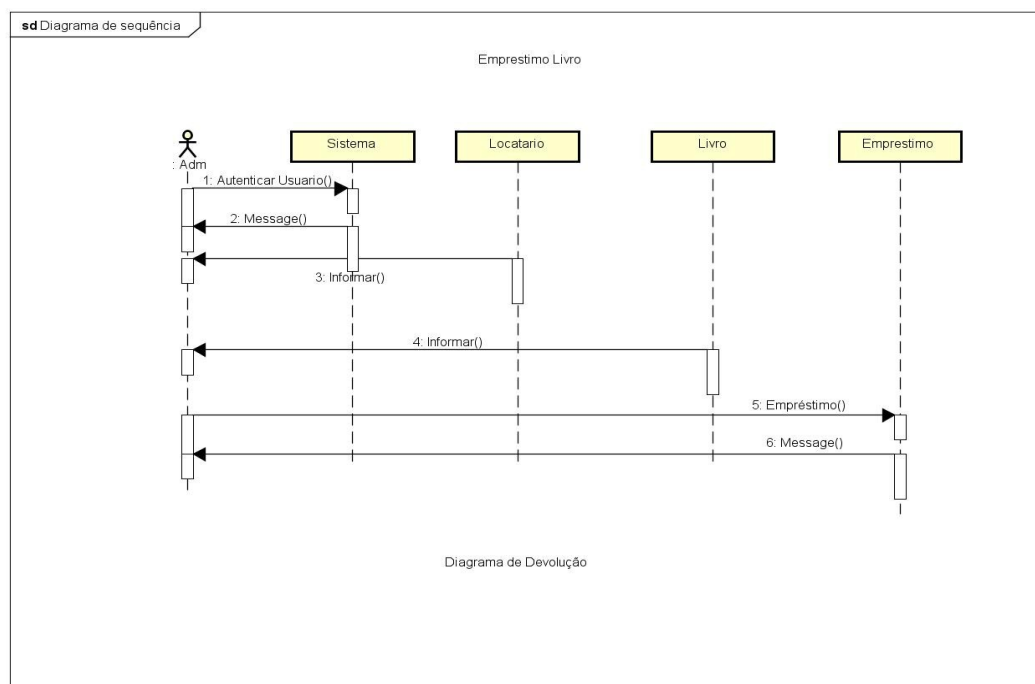 sd Diagrama de sequência
Emprestimo Livro
Sistema
Locatario
Livro
Emprestimo
: Adm
1: Autenticar Usuario()
2: Message()
3: Informar()
4: Informar()
5: Empréstimo()
6: Message()
Diagrama de Devolução